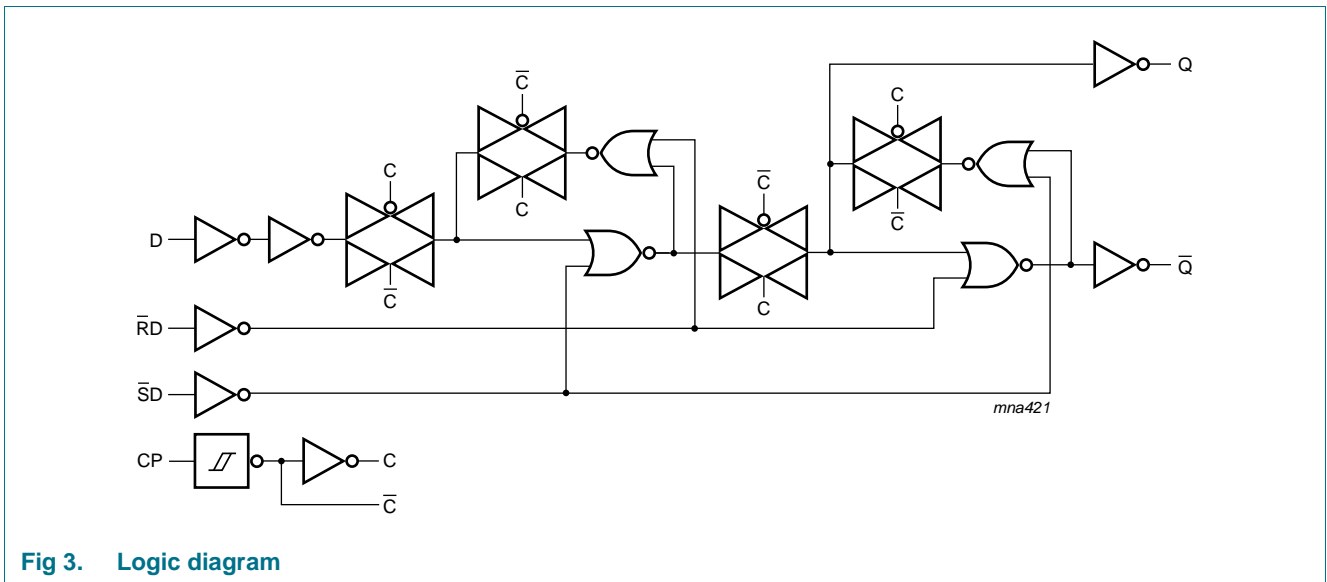 C̅
C
C
C
C̅
C̅
C
C
C̅
Q
D
R̅D
S̅D
Q̅
mna421
CP
C
C̅
Fig 3. Logic diagram